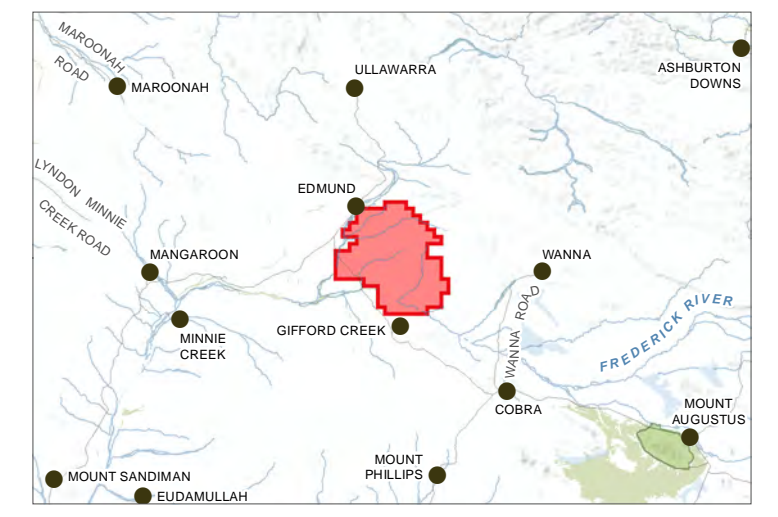 MAROONAH
ROAD
MAROONAH
ULLAWARRA
ASHBURTON
DOWNS
LYNDON MINNIE
CREEK ROAD
EDMUND
MANGAROON
WANNA
MINNIE
CREEK
GIFFORD CREEK
WANNA ROAD
FREDERICK RIVER
COBRA
MOUNT
AUGUSTUS
MOUNT
PHILLIPS
MOUNT SANDIMAN
EUDAMULLAH